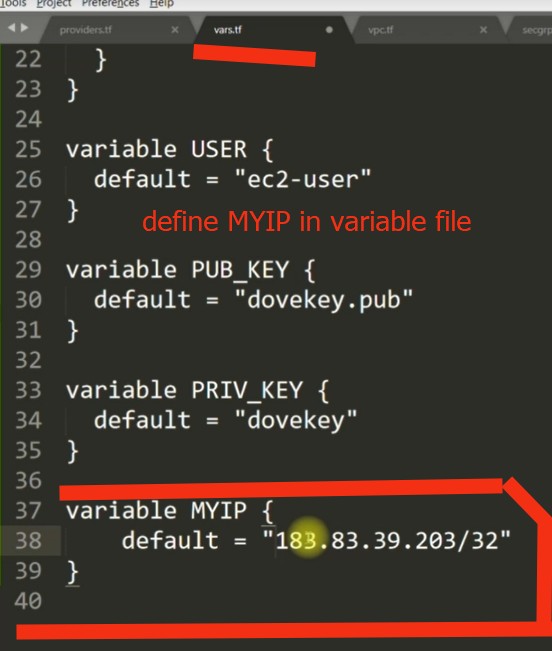 Tools Project Preferences Help
providers.tf vars.tf vpc.tf secgrp
22 }
23 }
24
25 variable USER {
26 default = "ec2-user"
27 }
define MYIP in variable file
28
29 variable PUB_KEY {
30 default = "dovekey.pub"
31 }
32
33 variable PRIV_KEY {
34 default = "dovekey"
35 }
36
37 variable MYIP {
38 default = "183.83.39.203/32"
39 }
40